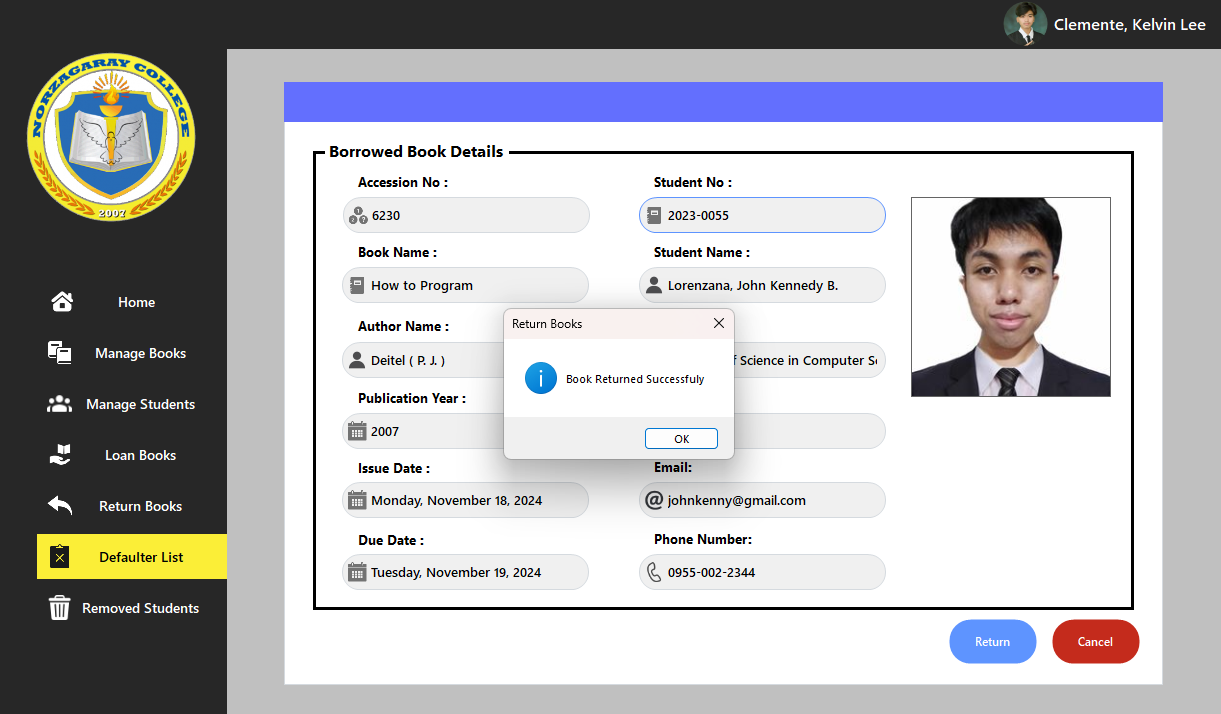 Clemente, Kelvin Lee
NORZAGARAY COLLEGE
2007
Home
Manage Books
Manage Students
Loan Books
Return Books
Defaulter List
Removed Students
Borrowed Book Details
Accession No :
6230
Student No :
2023-0055
Book Name :
How to Program
Student Name :
Lorenzana, John Kennedy B.
Author Name :
Deitel ( P. J. )
Science in Computer
Publication Year :
2007
Return Books
Book Returned Successfuly
OK
Issue Date :
Monday, November 18, 2024
Email:
@ johnkenny@gmail.com
Due Date :
Tuesday, November 19, 2024
Phone Number:
0955-002-2344
Return
Cancel